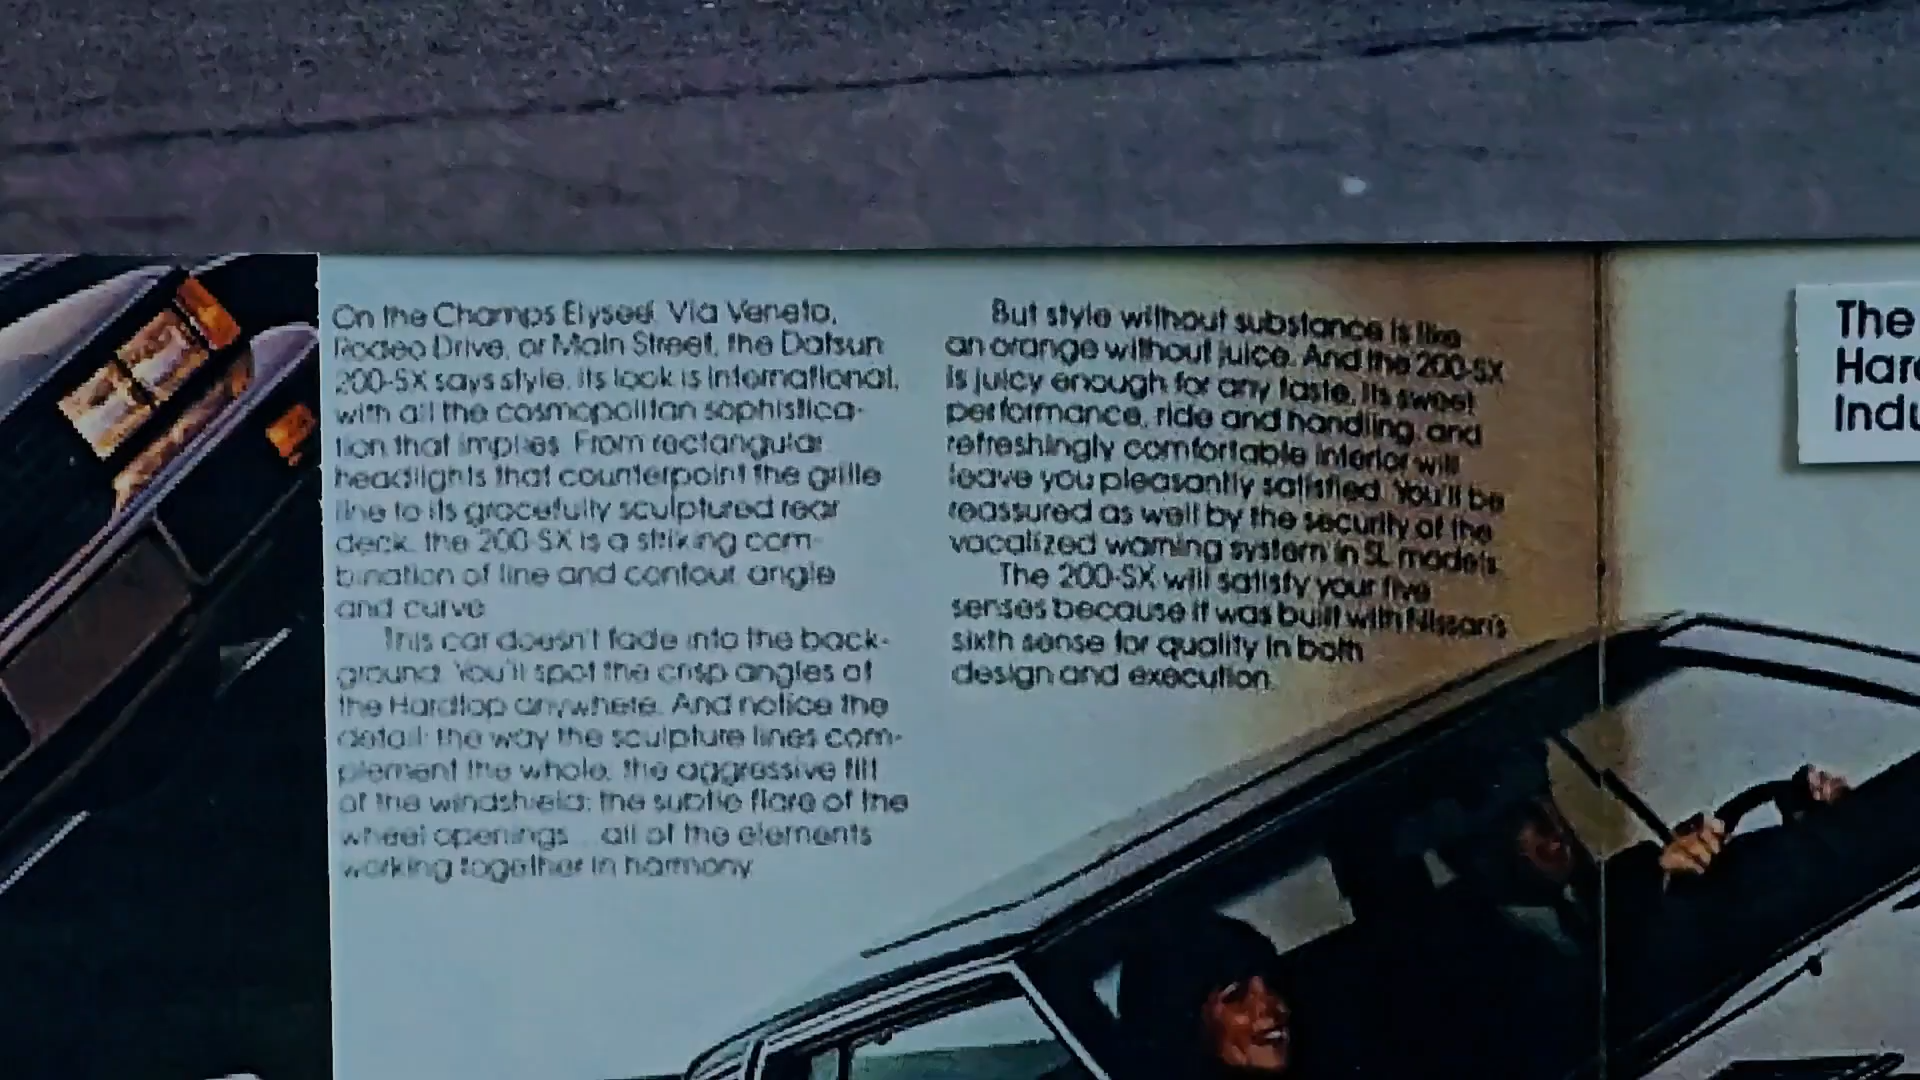 On the Champs Elyseé, Via Veneto,
Rodeo Drive, or Main Street, the Datsun
200-SX says style. Its look is international,
with all the cosmopolitan sophistica-
tion that implies. From rectangular
headlights that counterpoint the grille
line to its gracefully sculptured rear
deck, the 200-SX is a striking com-
bination of line and contour, angle
and curve.
This car doesn't fade into the back-
ground. You'll spot the crisp angles of
the Hardtop anywhere. And notice the
detail: the way the sculpture lines com-
plement the whole; the aggressive tilt
of the windshield; the subtle flare of the
wheel openings... all of the elements
working together in harmony.
But style without substance is like
an orange without juice. And the 200-SX
is juicy enough for any taste. Its sweet
performance, ride and handling, and
refreshingly comfortable interior will
leave you pleasantly satisfied. You'll be
reassured as well by the security of the
vocalized warning system in SL models.
The 200-SX will satisfy your five
senses because it was built with Nissan's
sixth sense for quality in both
design and execution.
The
Har
Indu